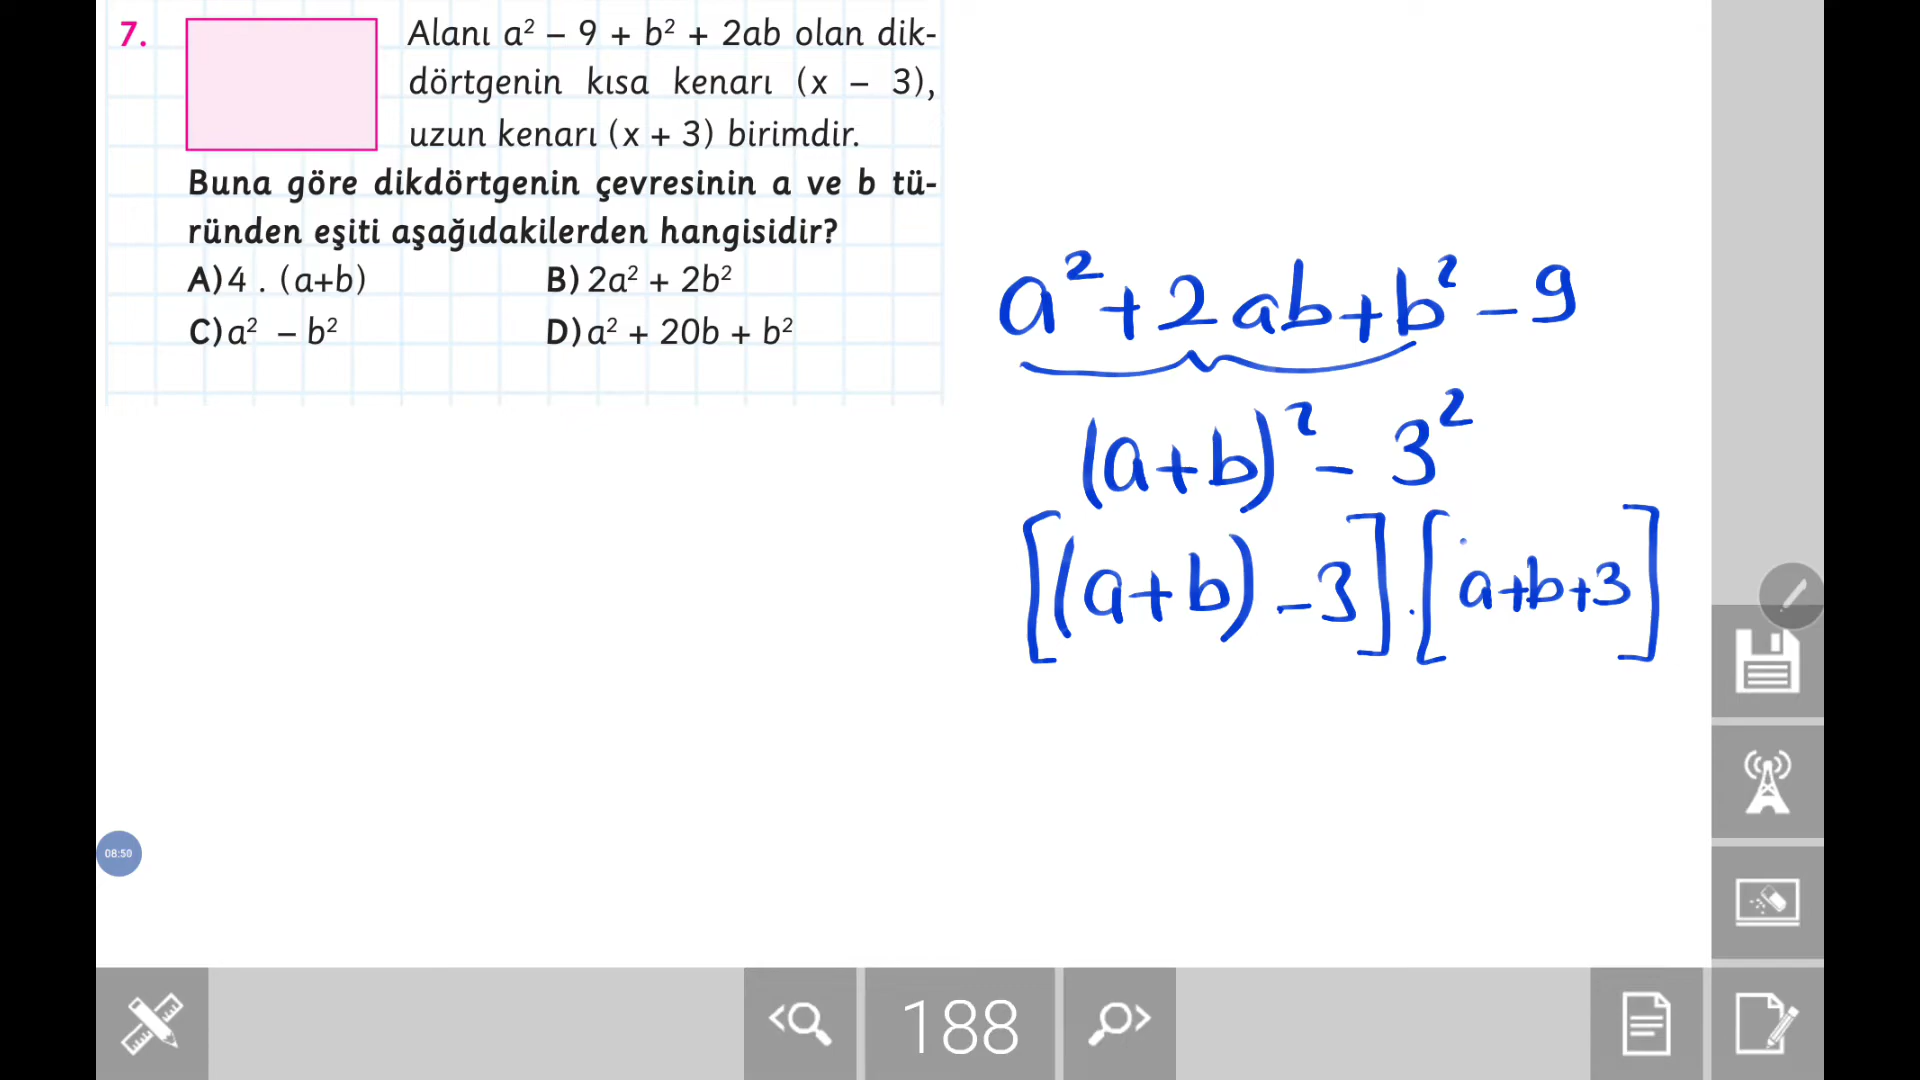 7.
Alanı a² – 9 + b² + 2ab olan dik-
dörtgenin kısa kenarı (x – 3),
uzun kenarı (x + 3) birimdir.
Buna göre dikdörtgenin çevresinin a ve b tü-
ründen eşiti aşağıdakilerden hangisidir?
A) 4 . (a+b) B) 2a² + 2b²
C) a² – b² D) a² + 20b + b²
a² + 2ab + b² – 9
(a+b)² – 3²
[(a+b) – 3] . [a+b+3]
08:50
188